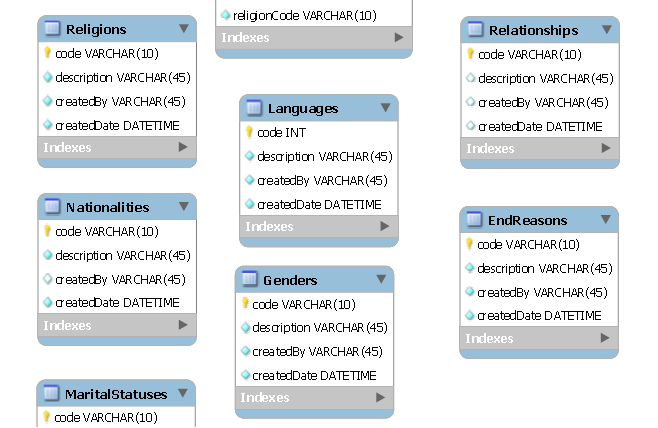 Religions
code VARCHAR(10)
description VARCHAR(45)
createdBy VARCHAR(45)
createdDate DATETIME
Indexes
Nationalities
code VARCHAR(10)
description VARCHAR(45)
createdBy VARCHAR(45)
createdDate DATETIME
Indexes
MaritalStatuses
code VARCHAR(10)
religionCode VARCHAR(10)
Indexes
Languages
code INT
description VARCHAR(45)
createdBy VARCHAR(45)
createdDate DATETIME
Indexes
Genders
code VARCHAR(10)
description VARCHAR(45)
createdBy VARCHAR(45)
createdDate DATETIME
Indexes
Relationships
code VARCHAR(10)
description VARCHAR(45)
createdBy VARCHAR(45)
createdDate DATETIME
Indexes
EndReasons
code VARCHAR(10)
description VARCHAR(45)
createdBy VARCHAR(45)
createdDate DATETIME
Indexes